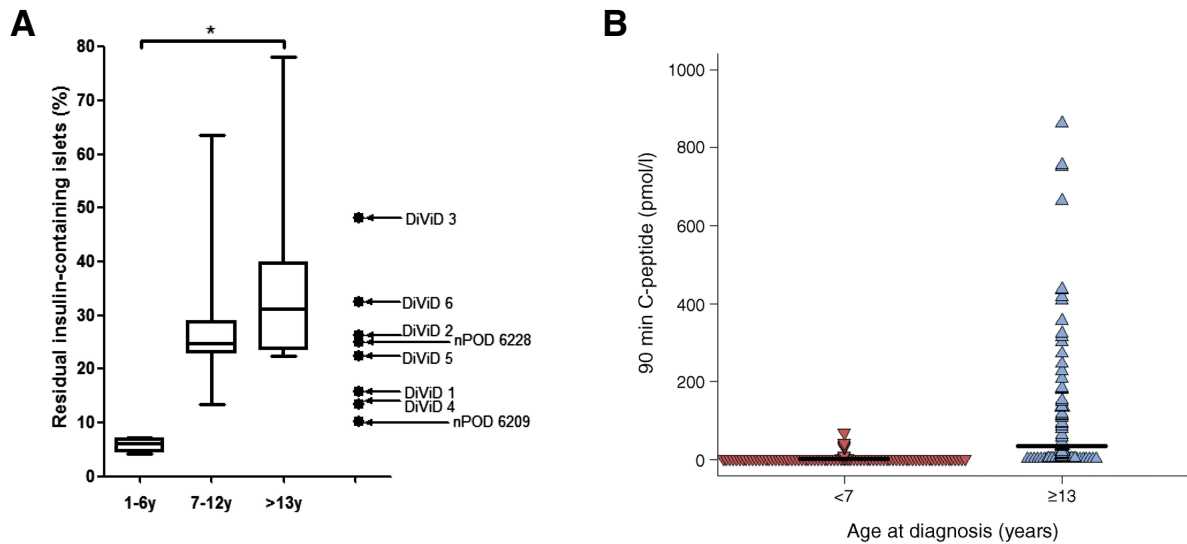 A
*
80
70
60
50
40
30
20
10
0
Residual insulin-containing islets (%)
1-6y
7-12y
>13y
DiViD 3
DiViD 6
DiViD 2
nPOD 6228
DiViD 5
DiViD 1
DiViD 4
nPOD 6209
B
1000
800
600
400
200
0
90 min C-peptide (pmol/l)
<7
≥13
Age at diagnosis (years)